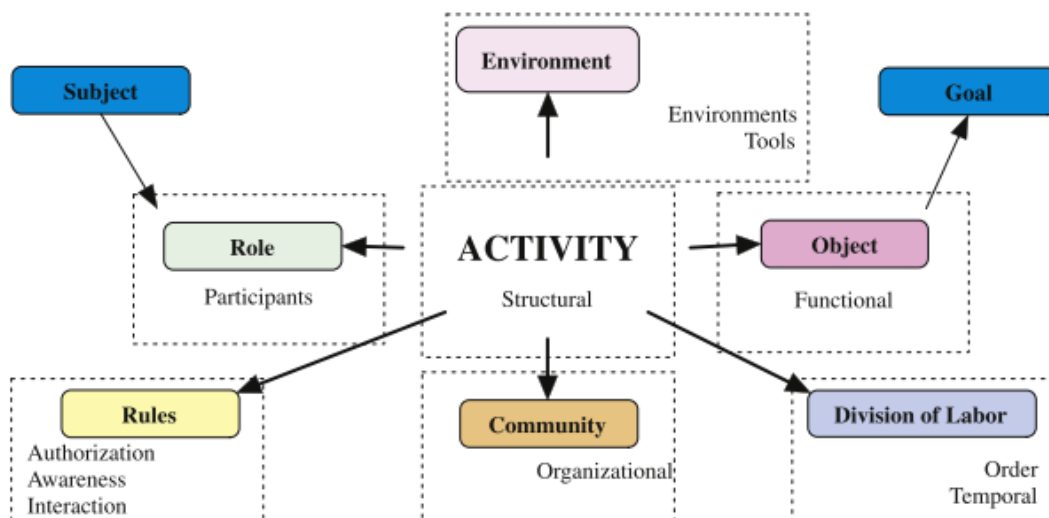 Environment
Subject
Goal
Environments
Tools
Role
ACTIVITY
Object
Participants
Structural
Functional
Rules
Community
Division of Labor
Authorization
Awareness
Interaction
Organizational
Order
Temporal